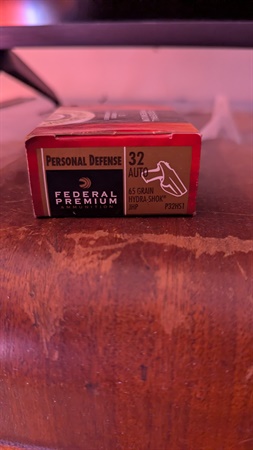 Personal Defense
FEDERAL
PREMIUM
AMMUNITION
32
AUTO
65 GRAIN
HYDRA-SHOK®
JHP P32HS1